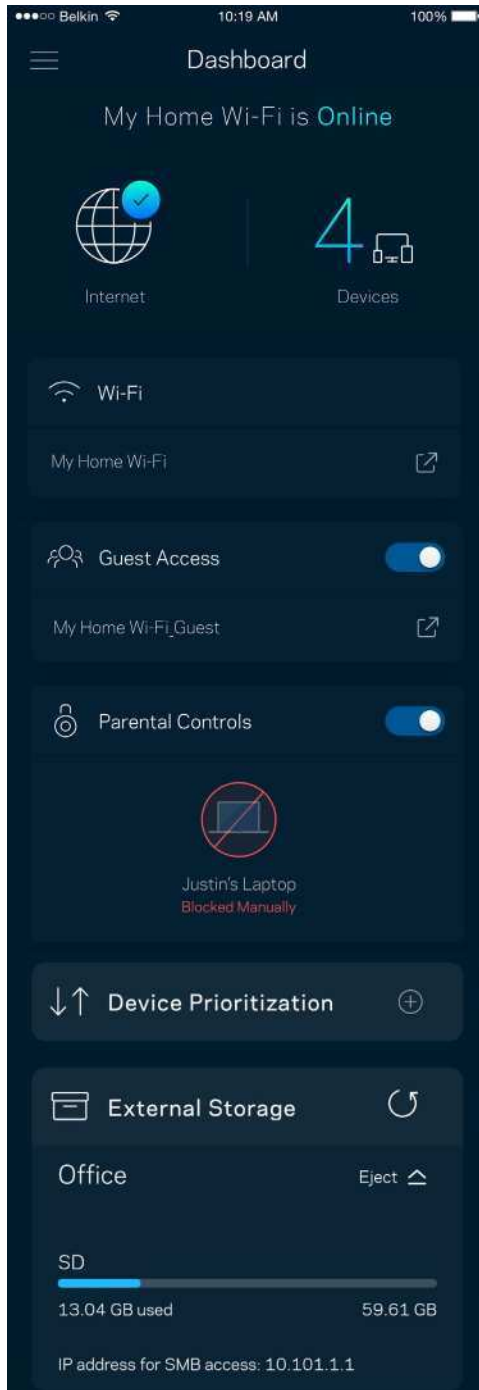 Belkin 10:19 AM 100%
Dashboard
My Home Wi-Fi is Online
4
Internet Devices
Wi-Fi
My Home Wi-Fi
Guest Access
My Home Wi-Fi_Guest
Parental Controls
Justin's Laptop
Blocked Manually
Device Prioritization
External Storage
Office Eject
SD
13.04 GB used 59.61 GB
IP address for SMB access: 10.101.1.1